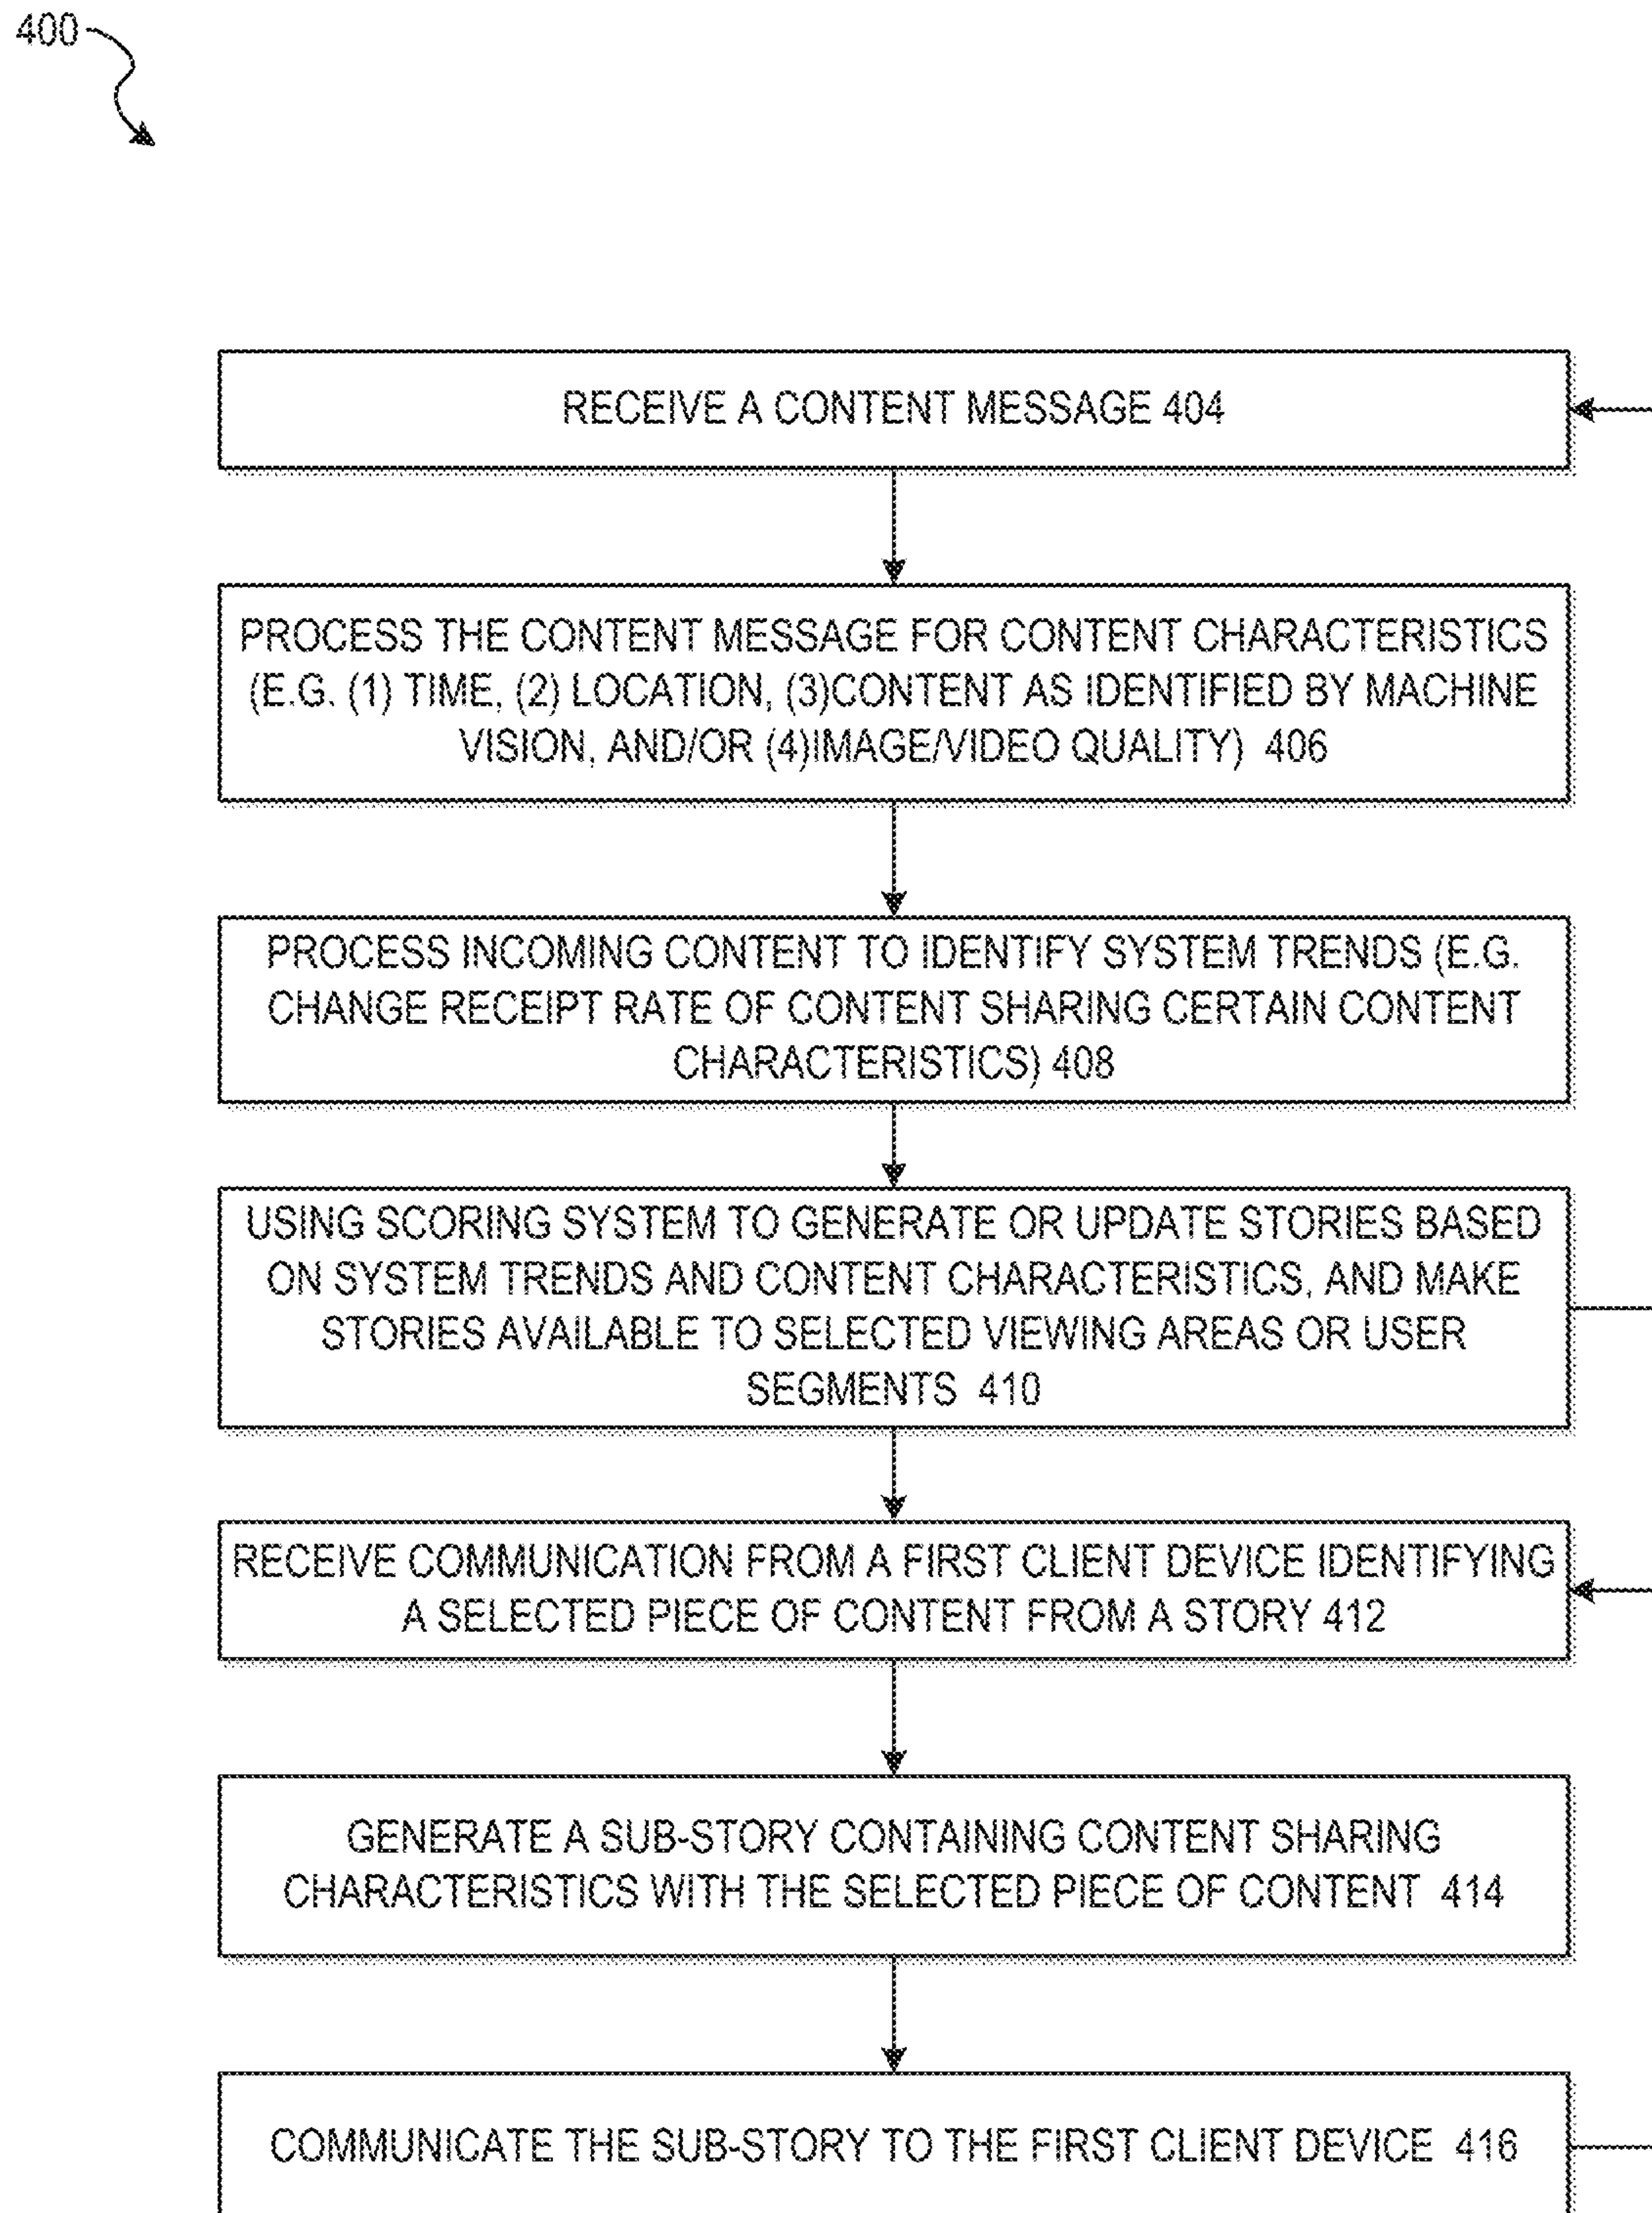 400
RECEIVE A CONTENT MESSAGE 404
PROCESS THE CONTENT MESSAGE FOR CONTENT CHARACTERISTICS
(E.G. (1) TIME, (2) LOCATION, (3)CONTENT AS IDENTIFIED BY MACHINE
VISION, AND/OR (4)IMAGE/VIDEO QUALITY) 406
PROCESS INCOMING CONTENT TO IDENTIFY SYSTEM TRENDS (E.G.
CHANGE RECEIPT RATE OF CONTENT SHARING CERTAIN CONTENT
CHARACTERISTICS) 408
USING SCORING SYSTEM TO GENERATE OR UPDATE STORIES BASED
ON SYSTEM TRENDS AND CONTENT CHARACTERISTICS, AND MAKE
STORIES AVAILABLE TO SELECTED VIEWING AREAS OR USER
SEGMENTS 410
RECEIVE COMMUNICATION FROM A FIRST CLIENT DEVICE IDENTIFYING
A SELECTED PIECE OF CONTENT FROM A STORY 412
GENERATE A SUB-STORY CONTAINING CONTENT SHARING
CHARACTERISTICS WITH THE SELECTED PIECE OF CONTENT 414
COMMUNICATE THE SUB-STORY TO THE FIRST CLIENT DEVICE 416